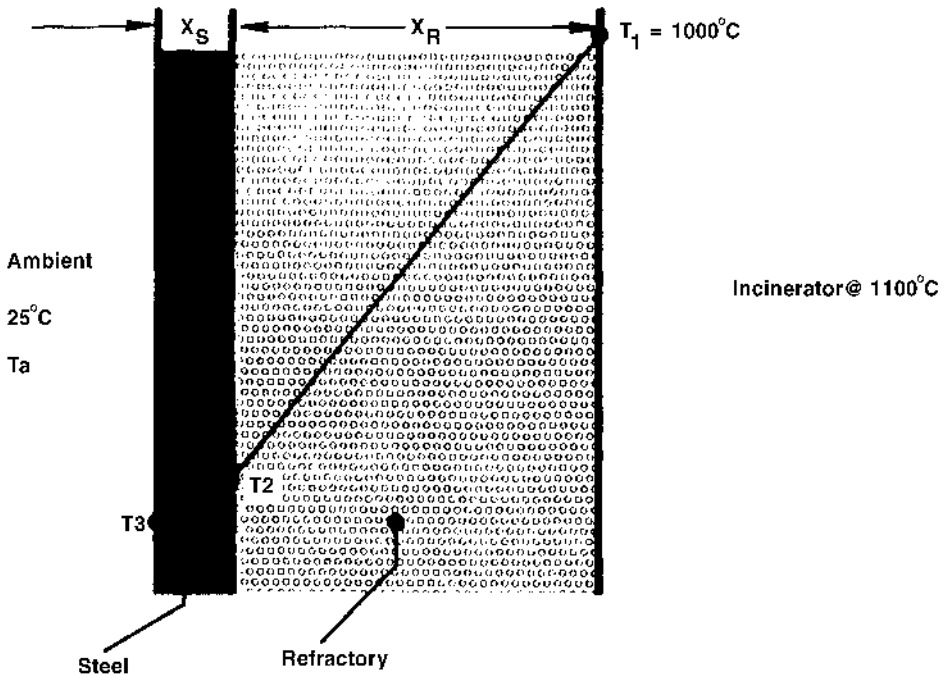 X_S
X_R
T_1 = 1000°C
Ambient
25°C
Ta
Incinerator@ 1100°C
T2
T3
Steel
Refractory